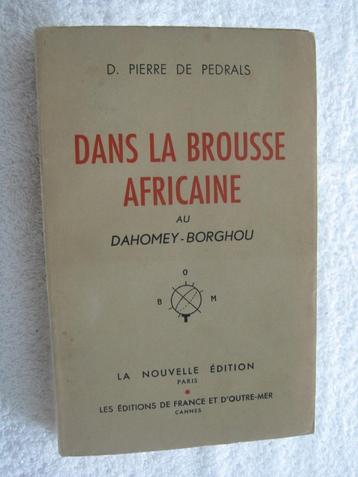 D. PIERRE DE PEDRALS
DANS LA BROUSSE
AFRICAINE
AU
DAHOMEY-BORGHOU
O
B M
LA NOUVELLE ÉDITION
PARIS
LES ÉDITIONS DE FRANCE ET D'OUTRE-MER
CANNES